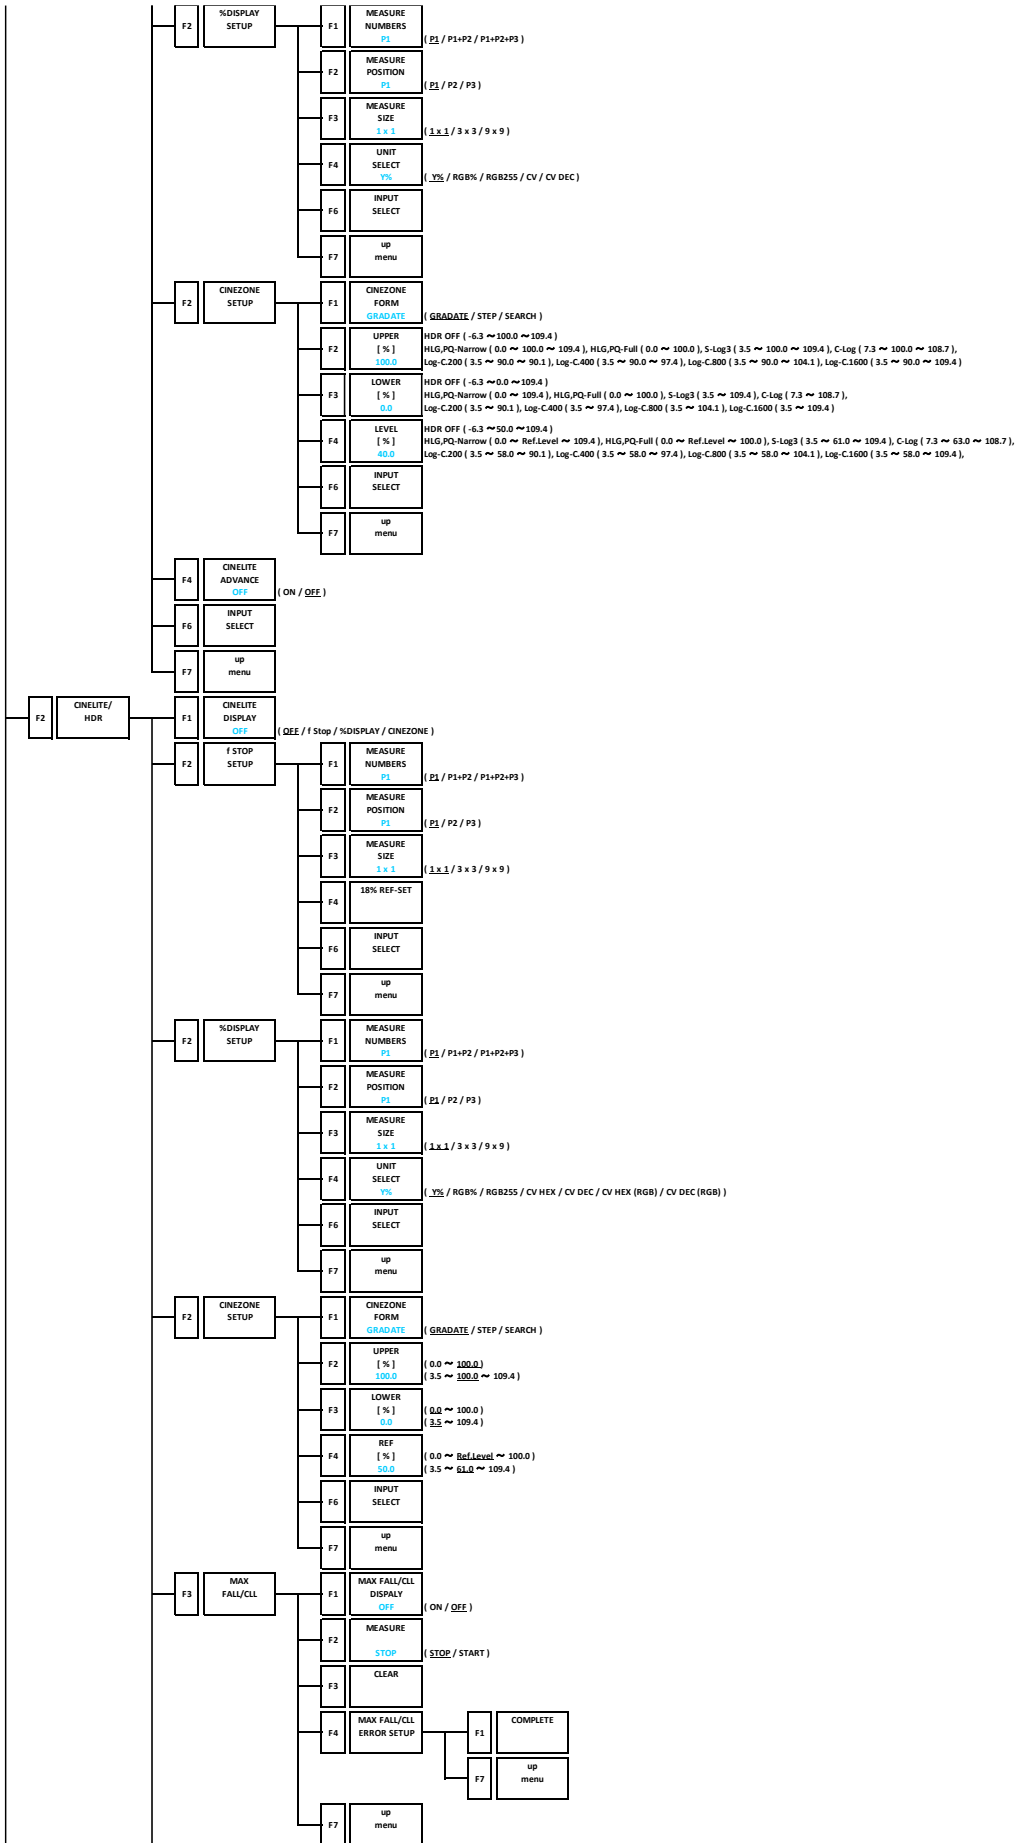 F2
%DISPLAY
SETUP
F1
MEASURE
NUMBERS
P1
( P1 / P1+P2 / P1+P2+P3 )
F2
MEASURE
POSITION
P1
( P1 / P2 / P3 )
F3
MEASURE
SIZE
1 x 1
( 1 x 1 / 3 x 3 / 9 x 9 )
F4
UNIT
SELECT
Y%
( Y% / RGB% / RGB255 / CV / CV DEC )
F6
INPUT
SELECT
F7
up
menu
F2
CINEZONE
SETUP
F1
CINEZONE
FORM
GRADATE
( GRADATE / STEP / SEARCH )
F2
UPPER
[ % ]
100.0
HDR OFF ( -6.3 ～100.0 ～109.4 )
HLG,PQ-Narrow ( 0.0 ～ 100.0 ～ 109.4 ), HLG,PQ-Full ( 0.0 ～ 100.0 ), S-Log3 ( 3.5 ～ 100.0 ～ 109.4 ), C-Log ( 7.3 ～ 100.0 ～ 108.7 ),
Log-C.200 ( 3.5 ～ 90.0 ～ 90.1 ), Log-C.400 ( 3.5 ～ 90.0 ～ 97.4 ), Log-C.800 ( 3.5 ～ 90.0 ～ 104.1 ), Log-C.1600 ( 3.5 ～ 90.0 ～ 109.4 )
F3
LOWER
[ % ]
0.0
HDR OFF ( -6.3 ～0.0 ～109.4 )
HLG,PQ-Narrow ( 0.0 ～ 109.4 ), HLG,PQ-Full ( 0.0 ～ 100.0 ), S-Log3 ( 3.5 ～ 109.4 ), C-Log ( 7.3 ～ 108.7 ),
Log-C.200 ( 3.5 ～ 90.1 ), Log-C.400 ( 3.5 ～ 97.4 ), Log-C.800 ( 3.5 ～ 104.1 ), Log-C.1600 ( 3.5 ～ 109.4 )
F4
LEVEL
[ % ]
40.0
HDR OFF ( -6.3 ～50.0 ～109.4 )
HLG,PQ-Narrow ( 0.0 ～ Ref.Level ～ 109.4 ), HLG,PQ-Full ( 0.0 ～ Ref.Level ～ 100.0 ), S-Log3 ( 3.5 ～ 61.0 ～ 109.4 ), C-Log ( 7.3 ～ 63.0 ～ 108.7 ),
Log-C.200 ( 3.5 ～ 58.0 ～ 90.1 ), Log-C.400 ( 3.5 ～ 58.0 ～ 97.4 ), Log-C.800 ( 3.5 ～ 58.0 ～ 104.1 ), Log-C.1600 ( 3.5 ～ 58.0 ～ 109.4 ),
F6
INPUT
SELECT
F7
up
menu
F4
CINELITE
ADVANCE
OFF
( ON / OFF )
F6
INPUT
SELECT
F7
up
menu
F2
CINELITE/
HDR
F1
CINELITE
DISPLAY
OFF
( OFF / f Stop / %DISPLAY / CINEZONE )
F2
f STOP
SETUP
F1
MEASURE
NUMBERS
P1
( P1 / P1+P2 / P1+P2+P3 )
F2
MEASURE
POSITION
P1
( P1 / P2 / P3 )
F3
MEASURE
SIZE
1 x 1
( 1 x 1 / 3 x 3 / 9 x 9 )
F4
18% REF-SET
F6
INPUT
SELECT
F7
up
menu
F2
%DISPLAY
SETUP
F1
MEASURE
NUMBERS
P1
( P1 / P1+P2 / P1+P2+P3 )
F2
MEASURE
POSITION
P1
( P1 / P2 / P3 )
F3
MEASURE
SIZE
1 x 1
( 1 x 1 / 3 x 3 / 9 x 9 )
F4
UNIT
SELECT
Y%
( Y% / RGB% / RGB255 / CV HEX / CV DEC / CV HEX (RGB) / CV DEC (RGB) )
F6
INPUT
SELECT
F7
up
menu
F2
CINEZONE
SETUP
F1
CINEZONE
FORM
GRADATE
( GRADATE / STEP / SEARCH )
F2
UPPER
[ % ]
100.0
( 0.0 ～ 100.0 )
( 3.5 ～ 100.0 ～ 109.4 )
F3
LOWER
[ % ]
0.0
( 0.0 ～ 100.0 )
( 3.5 ～ 109.4 )
F4
REF
[ % ]
50.0
( 0.0 ～ Ref.Level ～ 100.0 )
( 3.5 ～ 61.0 ～ 109.4 )
F6
INPUT
SELECT
F7
up
menu
F3
MAX
FALL/CLL
F1
MAX FALL/CLL
DISPALY
OFF
( ON / OFF )
F2
MEASURE
STOP
( STOP / START )
F3
CLEAR
F4
MAX FALL/CLL
ERROR SETUP
F1
COMPLETE
F7
up
menu
F7
up
menu